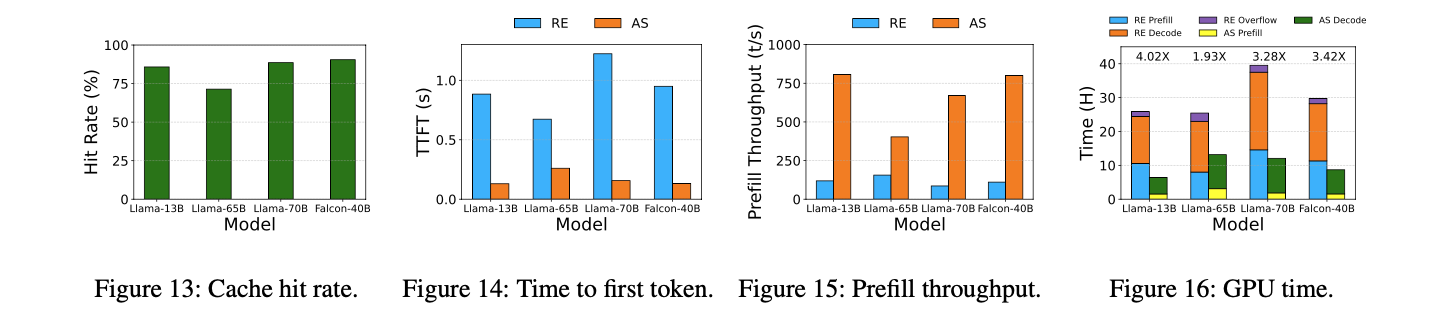 Hit Rate (%)
100
75
50
25
0
Llama-13B Llama-65B Llama-70B Falcon-40B
Model
Figure 13: Cache hit rate.
RE AS
TTFT (s)
1.0
0.5
0.0
Llama-13B Llama-65B Llama-70B Falcon-40B
Model
Figure 14: Time to first token.
RE AS
Prefill Throughput (t/s)
1000
750
500
250
0
Llama-13B Llama-65B Llama-70B Falcon-40B
Model
Figure 15: Prefill throughput.
RE Prefill RE Overflow AS Decode
RE Decode AS Prefill
4.02X 1.93X 3.28X 3.42X
Time (H)
40
30
20
10
0
Llama-13B Llama-65B Llama-70B Falcon-40B
Model
Figure 16: GPU time.